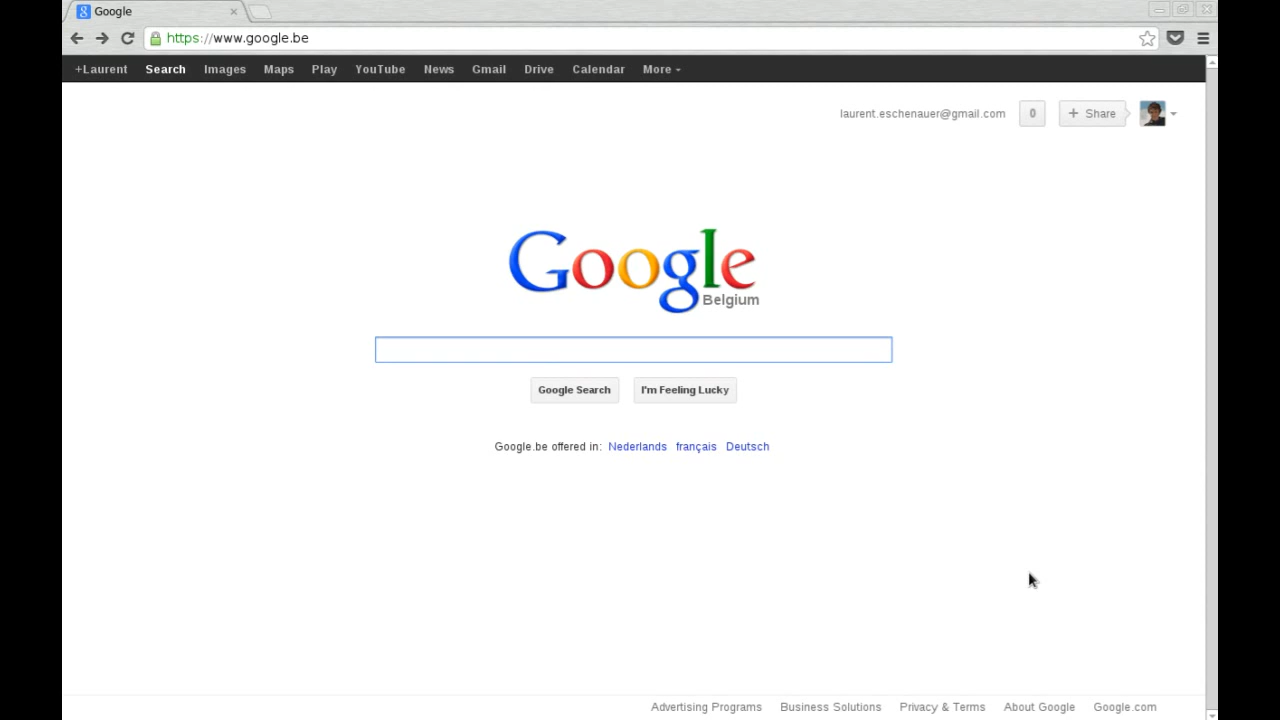 Google
https://www.google.be
+Laurent Search Images Maps Play YouTube News Gmail Drive Calendar More
laurent.eschenauer@gmail.com 0 + Share
Google
Belgium
Google Search I'm Feeling Lucky
Google.be offered in: Nederlands français Deutsch
Advertising Programs Business Solutions Privacy & Terms About Google Google.com